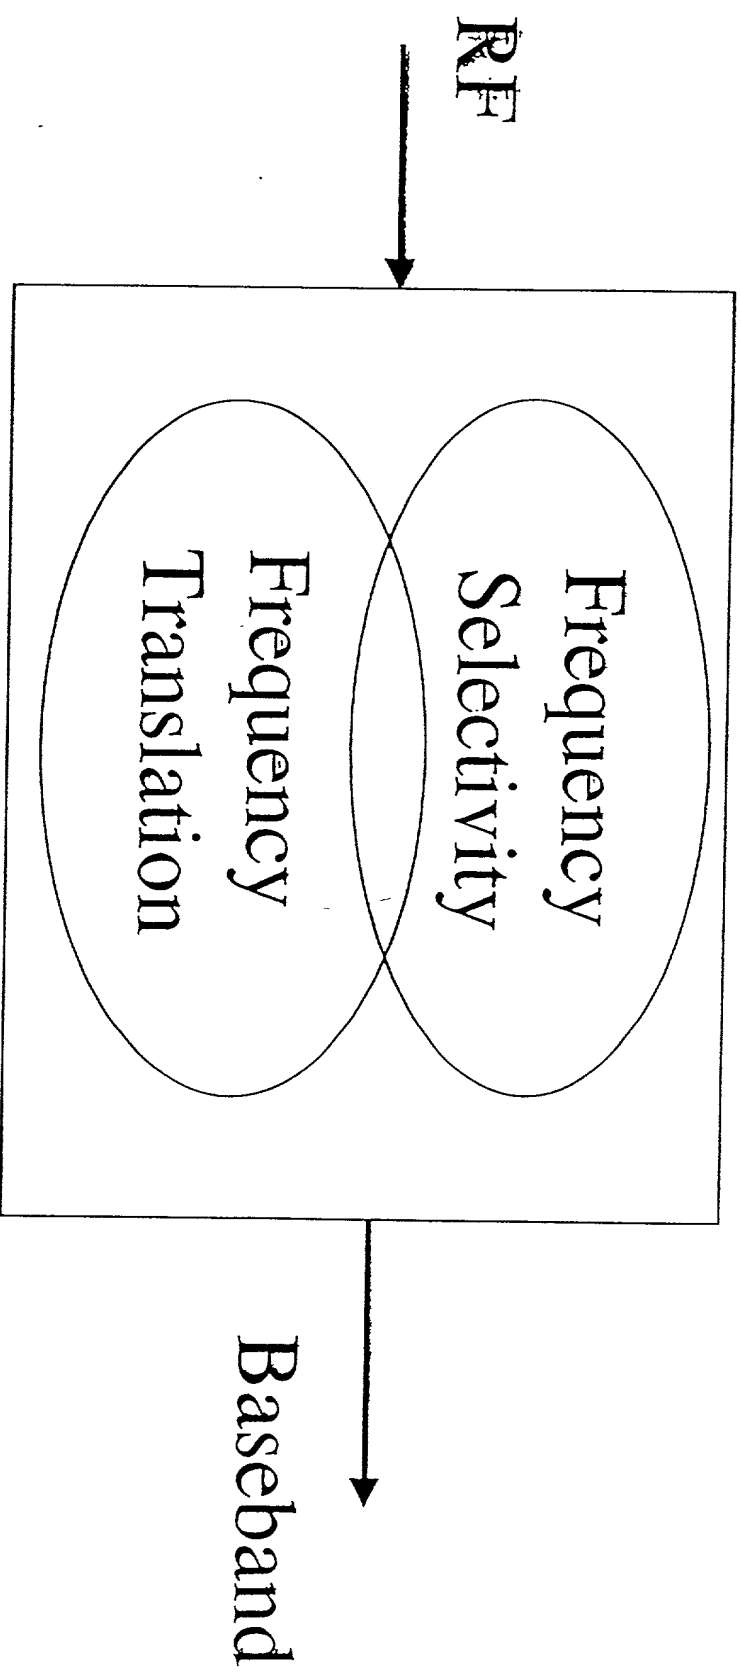 RF
Frequency
Selectivity
Frequency
Translation
Baseband